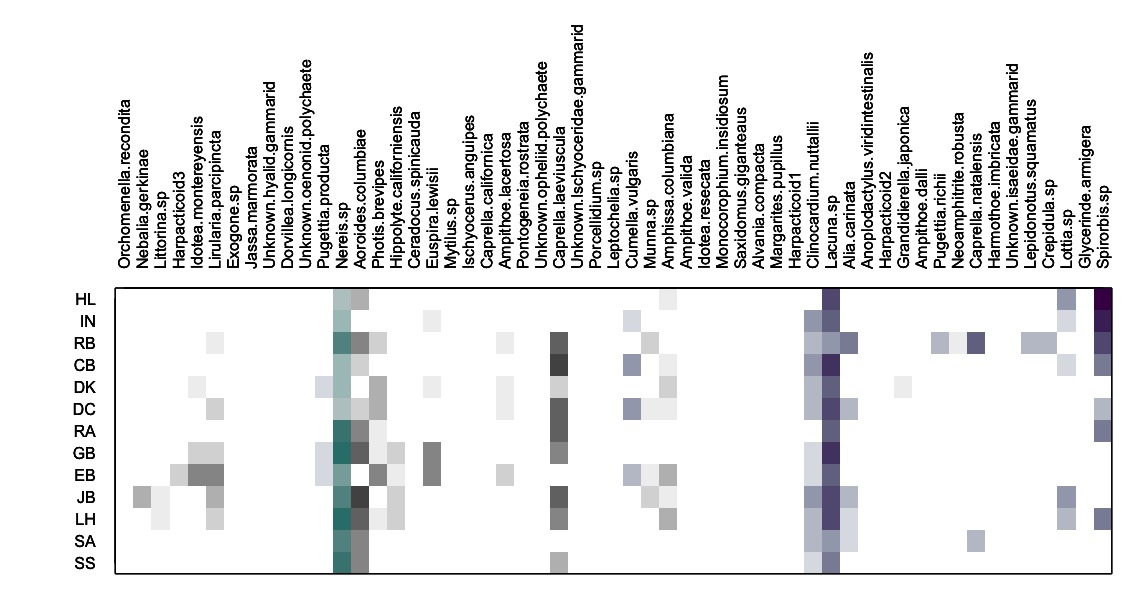 Orchomenella.recondita
Nebalia.gerkinae
Littorina.sp
Harpacticoid3
Idotea.montereyensis
Linularia.parcipincta
Exogone.sp
Jassa.marmorata
Unknown.hyalid.gammarid
Dorvillea.longicornis
Unknown.oenonid.polychaete
Pugettia.producta
Nereis.sp
Aoroides.columbiae
Photis.brevipes
Hippolyte.californiensis
Ceradocus.spinicauda
Euspira.lewisii
Mytilus.sp
Ischyocerus.anguipes
Caprella.californica
Ampithoe.lacertosa
Pontogeneia.rostrata
Unknown.opheliid.polychaete
Caprella.laeviuscula
Unknown.Ischyoceridae.gammarid
Porcellidium.sp
Leptochelia.sp
Cumella.vulgaris
Munna.sp
Amphissa.columbiana
Ampithoe.valida
Idotea.resecata
Monocorophium.insidiosum
Saxidomus.giganteaus
Alvania.compacta
Margarites.pupillus
Harpacticoid1
Clinocardium.nuttallii
Lacuna.sp
Alia.carinata
Anoplodactylus.viridintestinalis
Harpacticoid2
Grandidierella.japonica
Ampithoe.dalli
Pugettia.richii
Neoamphitrite.robusta
Caprella.natalensis
Harmothoe.imbricata
Unknown.isaeidae.gammarid
Lepidonotus.squamatus
Crepidula.sp
Lottia.sp
Glycerinde.armigera
Spirorbis.sp
HL
IN
RB
CB
DK
DC
RA
GB
EB
JB
LH
SA
SS